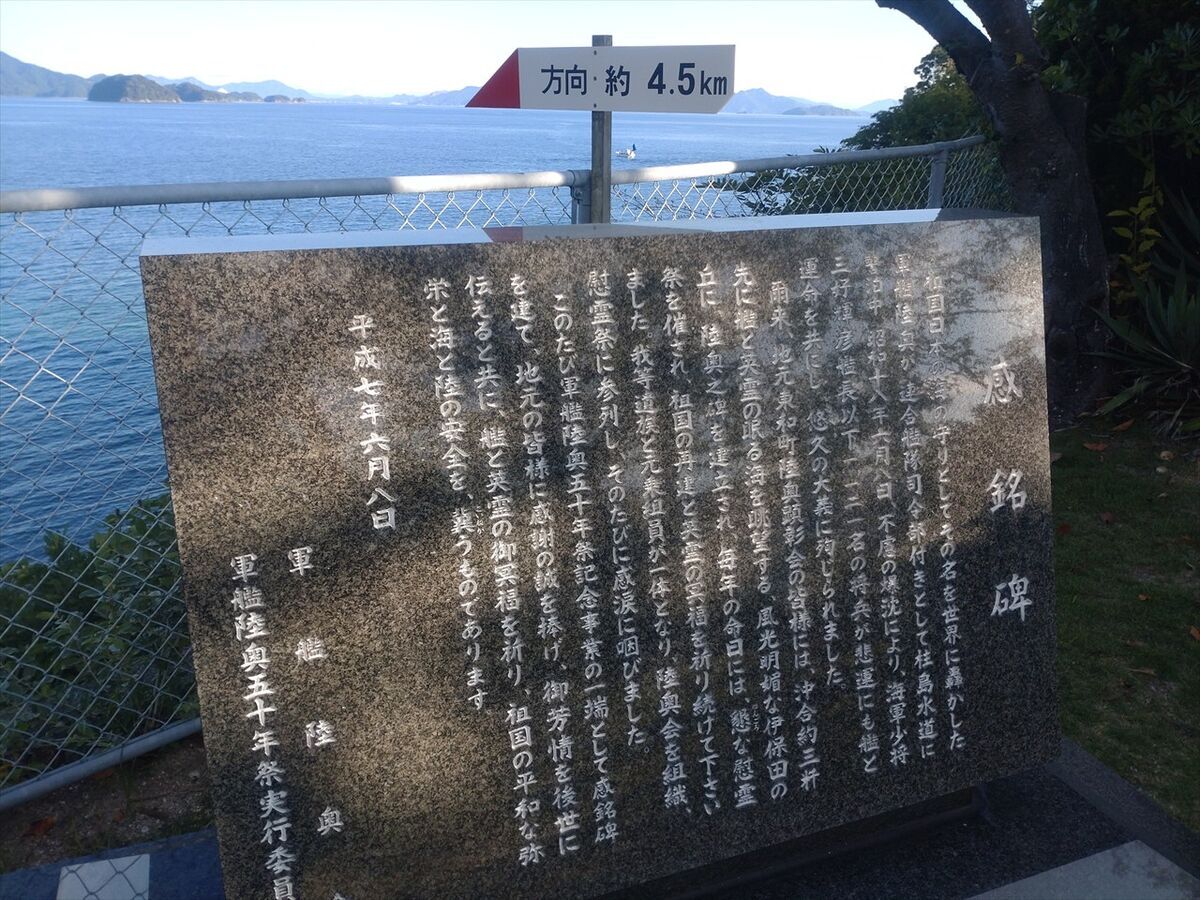 方向 約 4.5km
感銘碑
祖国日本の海の守りとしてその名を世界に轟かした
軍艦陸奥が連合艦隊司令部付きとして柱島水道に
泊中、昭和十八年六月八日、不慮の爆沈により、海軍少将
三好輝彦艦長以下一一二一名の将兵が悲運にも艦と
運命を共にし、悠久の大義に殉じられました。
爾来、地元東和町陸奥顕彰会の皆様には、沖合約三粁
先に艦と英霊の眠る海を眺望する、風光明媚な伊保田の
丘に、陸奥之碑を建立され、毎年の命日には、懇な慰霊
祭を催され、祖国の再建と英霊の冥福を祈り続けて下さい
ました。我等遺族と元乗組員が一体となり、陸奥会を組織、
慰霊祭に参列し、そのたびに感涙に咽びました。
このたび軍艦陸奥五十年祭記念事業の一端として感銘碑
を建て、地元の皆様に感謝の誠を捧げ、御芳情を後世に
伝えると共に、艦と英霊の御冥福を祈り、祖国の平和な弥
栄と海と陸の安全を、冀うものであります
平成七年六月八日
軍艦陸奥
軍艦陸奥五十年祭実行委員